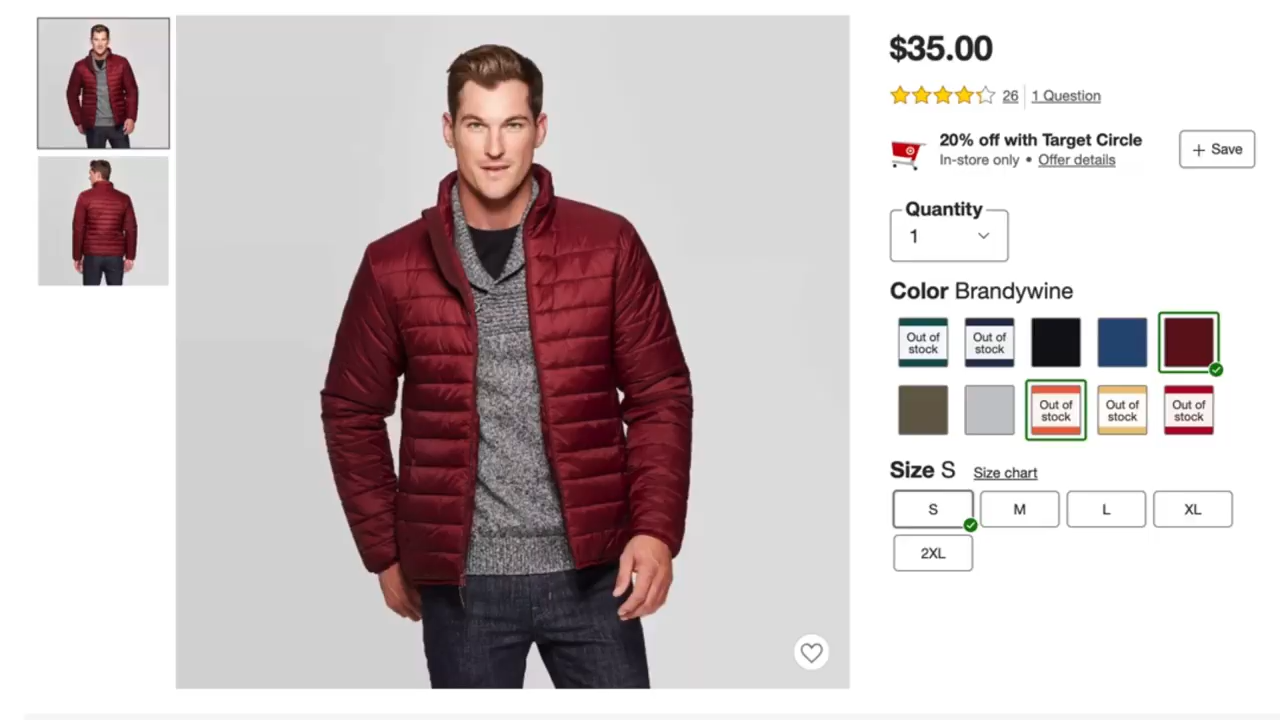 $35.00
26 1 Question
20% off with Target Circle
In-store only • Offer details
+ Save
Quantity
1
Color Brandywine
Out of
stock
Out of
stock
Out of
stock
Out of
stock
Out of
stock
Size S Size chart
S
M
L
XL
2XL